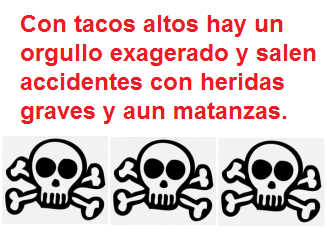 Con tacos altos hay un
orgullo exagerado y salen
accidentes con heridas
graves y aun matanzas.